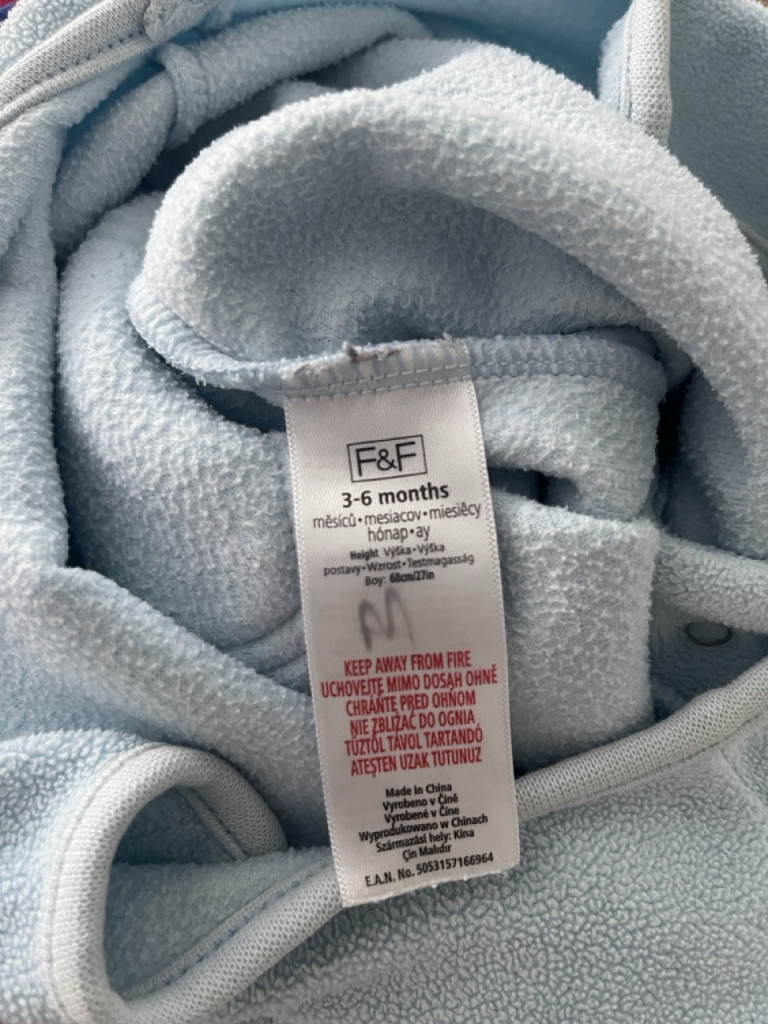 F&F
3-6 months
měsíců•mesiacov•miesięcy
hónap•ay
Height Výška•Výška
postavy•Wzrost•Testmagasság
Boy: 68cm/27in
M
KEEP AWAY FROM FIRE
UCHOVEJTE MIMO DOSAH OHNĚ
CHRÁŇTE PRED OHŇOM
NIE ZBLIŻAĆ DO OGNIA
TŰZTŐL TÁVOL TARTANDÓ
ATEŞTEN UZAK TUTUNUZ
Made in China
Vyrobeno v Číně
Vyrobené v Číne
Wyprodukowano w Chinach
Származási hely: Kína
Çin Malıdır
E.A.N. No. 5053157166964